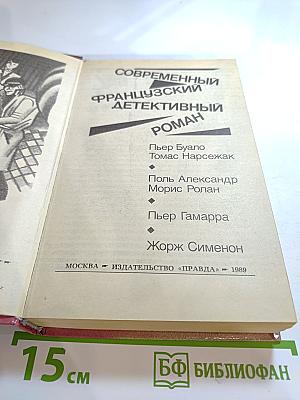 СОВРЕМЕННЫЙ
ФРАНЦУЗСКИЙ
ДЕТЕКТИВНЫЙ
РОМАН
Пьер Буало
Томас Нарсежак
Поль Александр
Морис Ролан
Пьер Гамарра
Жорж Сименон
МОСКВА — ИЗДАТЕЛЬСТВО «ПРАВДА» — 1989
15 см
БФ БИБЛИОФАН